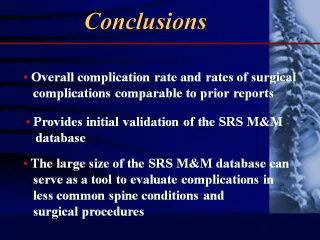 Conclusions
• Overall complication rate and rates of surgical
complications comparable to prior reports
• Provides initial validation of the SRS M&M
database
• The large size of the SRS M&M database can
serve as a tool to evaluate complications in
less common spine conditions and
surgical procedures